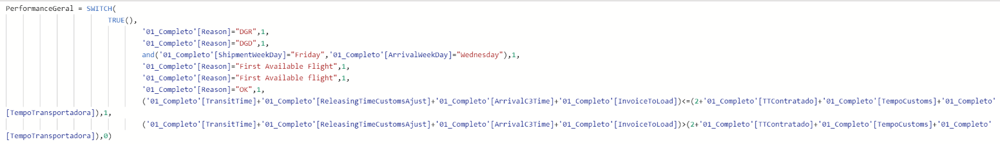 PerformanceGeral = SWITCH(
TRUE(),
'01_Completo'[Reason]="DGR",1,
'01_Completo'[Reason]="DGD",1,
and('01_Completo'[ShipmentWeekDay]="Friday",'01_Completo'[ArrivalWeekDay]="Wednesday"),1,
'01_Completo'[Reason]="First Available Flight",1,
'01_Completo'[Reason]="First Available flight",1,
'01_Completo'[Reason]="OK",1,
('01_Completo'[TransitTime]+'01_Completo'[ReleasingTimeCustomsAjust]+'01_Completo'[ArrivalC3Time]+'01_Completo'[InvoiceToLoad])<=(2+'01_Completo'[TTContratado]+'01_Completo'[TempoCustoms]+'01_Completo'
[TempoTransportadora]),1,
('01_Completo'[TransitTime]+'01_Completo'[ReleasingTimeCustomsAjust]+'01_Completo'[ArrivalC3Time]+'01_Completo'[InvoiceToLoad])>(2+'01_Completo'[TTContratado]+'01_Completo'[TempoCustoms]+'01_Completo'
[TempoTransportadora]),0)